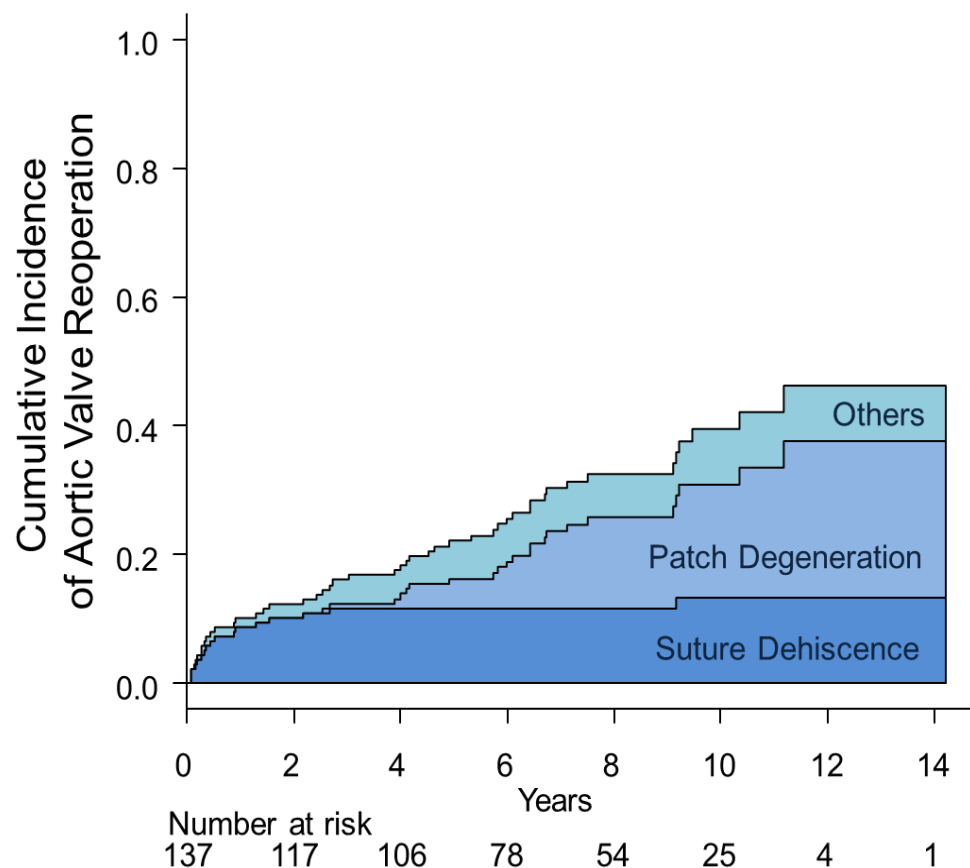 Cumulative Incidence
of Aortic Valve Reoperation
1.0
0.8
0.6
0.4
0.2
0.0
Others
Patch Degeneration
Suture Dehiscence
0 2 4 6 8 10 12 14
Years
Number at risk
137 117 106 78 54 25 4 1